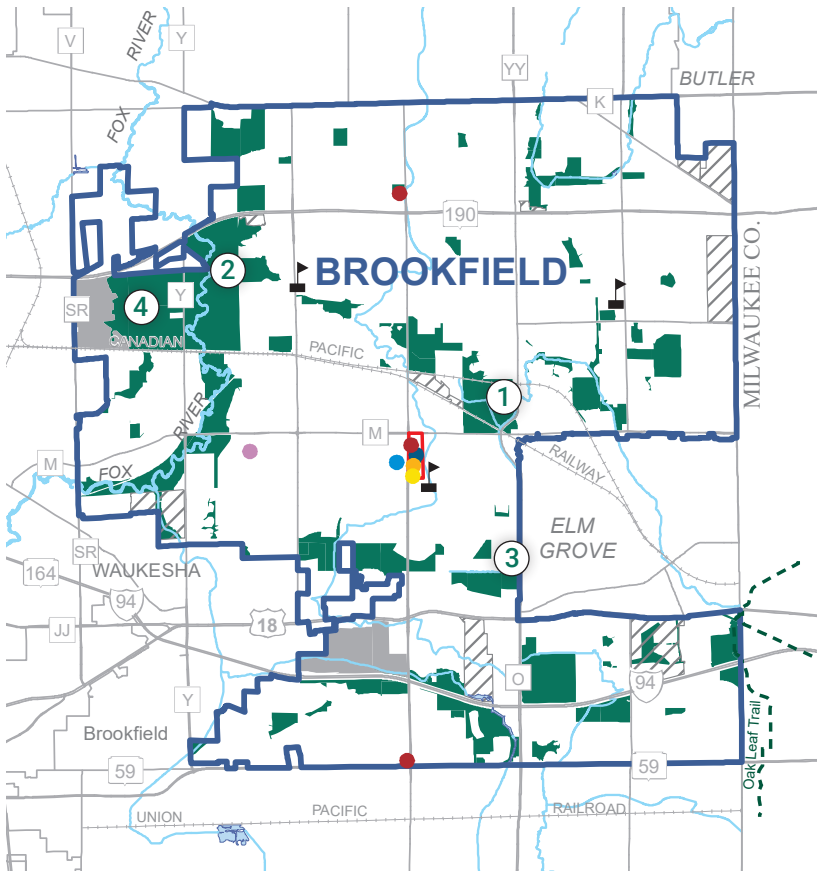 RIVER
FOX
V
Y
YY
BUTLER
K
190
2
BROOKFIELD
MILWAUKEE CO.
SR
4
Y
CANADIAN
PACIFIC
1
RIVER
M
M
FOX
RAILWAY
ELM
GROVE
3
SR
164
WAUKESHA
94
JJ
18
O
94
Y
Brookfield
Oak Leaf Trail
59
59
UNION
PACIFIC
RAILROAD